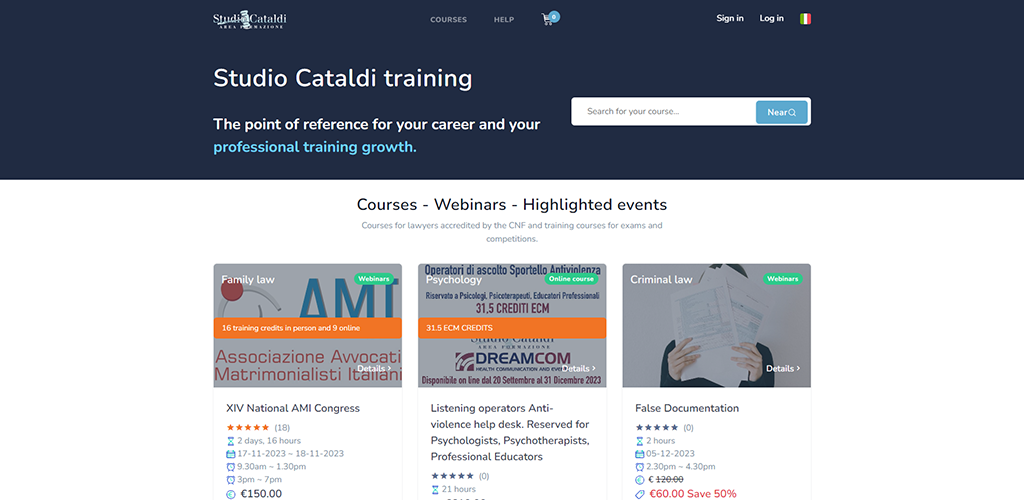 Studio Cataldi
AREA FORMAZIONE
COURSES
HELP
0
Sign in
Log in
Studio Cataldi training
The point of reference for your career and your
professional training growth.
Search for your course...
Near
Courses - Webinars - Highlighted events
Courses for lawyers accredited by the CNF and training courses for exams and
competitions.
Family law
Webinars
AMI
16 training credits in person and 9 online
Associazione Avvocati
Matrimonialisti Italiani
Details
XIV National AMI Congress
(18)
2 days, 16 hours
17-11-2023 ~ 18-11-2023
9.30am ~ 1.30pm
3pm ~ 7pm
€150.00
Operatori di ascolto Sportello Antiviolenza
Psychology
Online course
Riservato a Psicologi, Psicoterapeuti, Educatori Professionali
31,5 CREDITI ECM
31.5 ECM CREDITS
Studio Cataldi
AREA FORMAZIONE
DREAMCOM
HEALTH COMMUNICATION AND EVENTS
Details
Disponibile on line dal 20 Settembre al 31 Dicembre 2023
Listening operators Anti-
violence help desk. Reserved for
Psychologists, Psychotherapists,
Professional Educators
(0)
21 hours
Criminal law
Webinars
Details
False Documentation
(0)
2 hours
05-12-2023
2.30pm ~ 4.30pm
€ 120.00
€60.00 Save 50%